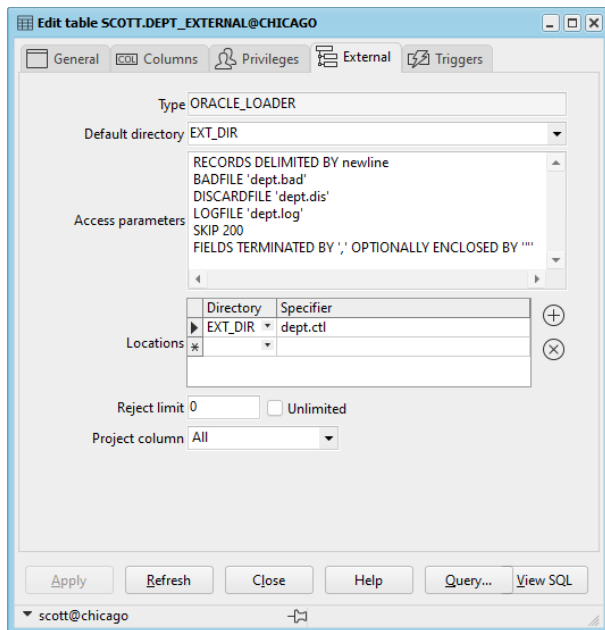 Edit table SCOTT.DEPT_EXTERNAL@CHICAGO
General COL Columns Privileges External Triggers
Type ORACLE_LOADER
Default directory EXT_DIR
Access parameters
RECORDS DELIMITED BY newline
BADFILE 'dept.bad'
DISCARDFILE 'dept.dis'
LOGFILE 'dept.log'
SKIP 200
FIELDS TERMINATED BY ',' OPTIONALLY ENCLOSED BY '"'
Locations
Directory Specifier
EXT_DIR dept.ctl
Reject limit 0 Unlimited
Project column All
Apply Refresh Close Help Query... View SQL
scott@chicago